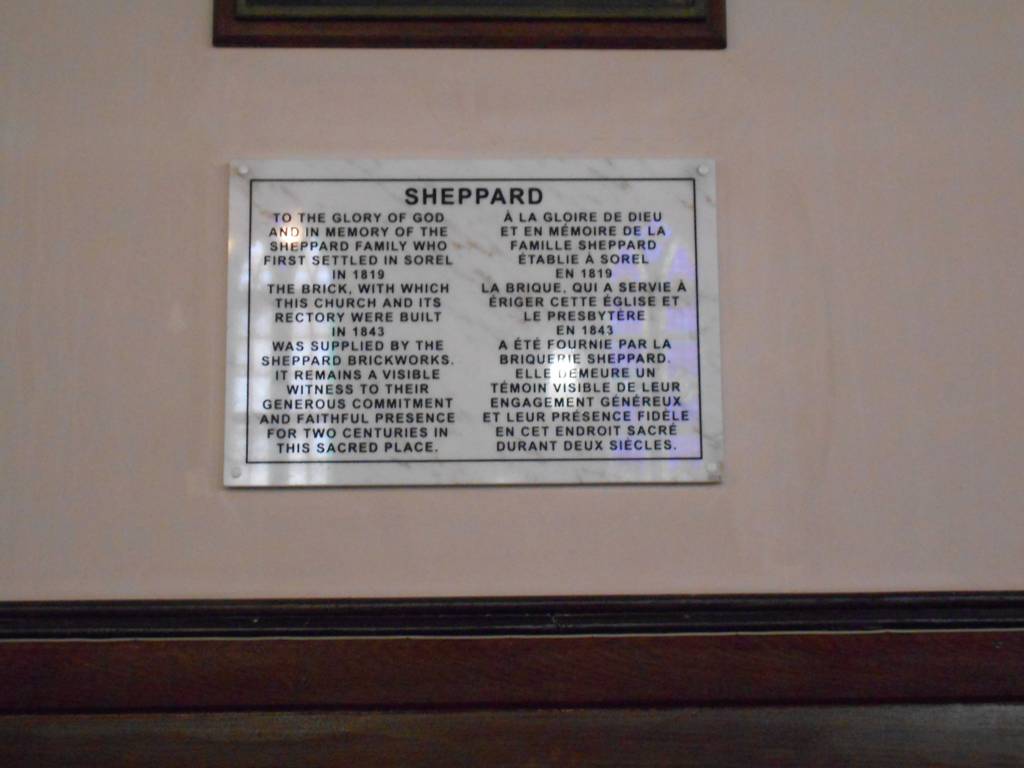 SHEPPARD
TO THE GLORY OF GOD
AND IN MEMORY OF THE
SHEPPARD FAMILY WHO
FIRST SETTLED IN SOREL
IN 1819
THE BRICK, WITH WHICH
THIS CHURCH AND ITS
RECTORY WERE BUILT
IN 1843
WAS SUPPLIED BY THE
SHEPPARD BRICKWORKS.
IT REMAINS A VISIBLE
WITNESS TO THEIR
GENEROUS COMMITMENT
AND FAITHFUL PRESENCE
FOR TWO CENTURIES IN
THIS SACRED PLACE.
À LA GLOIRE DE DIEU
ET EN MÉMOIRE DE LA
FAMILLE SHEPPARD
ÉTABLIE À SOREL
EN 1819
LA BRIQUE, QUI A SERVIE À
ÉRIGER CETTE ÉGLISE ET
LE PRESBYTÈRE
EN 1843
A ÉTÉ FOURNIE PAR LA
BRIQUERIE SHEPPARD.
ELLE DEMEURE UN
TÉMOIN VISIBLE DE LEUR
ENGAGEMENT GÉNÉREUX
ET LEUR PRÉSENCE FIDÈLE
EN CET ENDROIT SACRÉ
DURANT DEUX SIÈCLES.